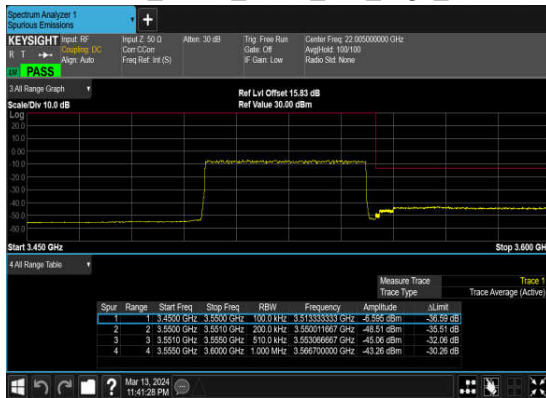 Spectrum Analyzer 1
Spurious Emissions
+
KEYSIGHT Input: RF Input Z: 50 Ω Atten: 30 dB Trig: Free Run Center Freq: 22.005000000 GHz
R T Coupling: DC Corr CCorr Gate: Off Avg|Hold: 100/100
Align: Auto Freq Ref: Int (S) IF Gain: Low Radio Std: None
PASS
3 All Range Graph
Ref Lvl Offset 15.83 dB
Scale/Div 10.0 dB Ref Value 30.00 dBm
Log
20.0
10.0
0.00
-10.0
-20.0
-30.0
-40.0
-50.0
-60.0
Start 3.450 GHz Stop 3.600 GH
4 All Range Table
Measure Trace Trace 1
Trace Type Trace Average (Active)
Spur Range Start Freq Stop Freq RBW Frequency Amplitude ΔLimit
1 1 3.4500 GHz 3.5500 GHz 100.0 kHz 3.513333333 GHz -6.595 dBm -36.59 dB
2 2 3.5500 GHz 3.5510 GHz 200.0 kHz 3.550011667 GHz -48.51 dBm -35.51 dB
3 3 3.5510 GHz 3.5550 GHz 510.0 kHz 3.553066667 GHz -45.06 dBm -32.06 dB
4 4 3.5550 GHz 3.6000 GHz 1.000 MHz 3.566700000 GHz -43.26 dBm -30.26 dB
? Mar 13, 2024
11:41:28 PM